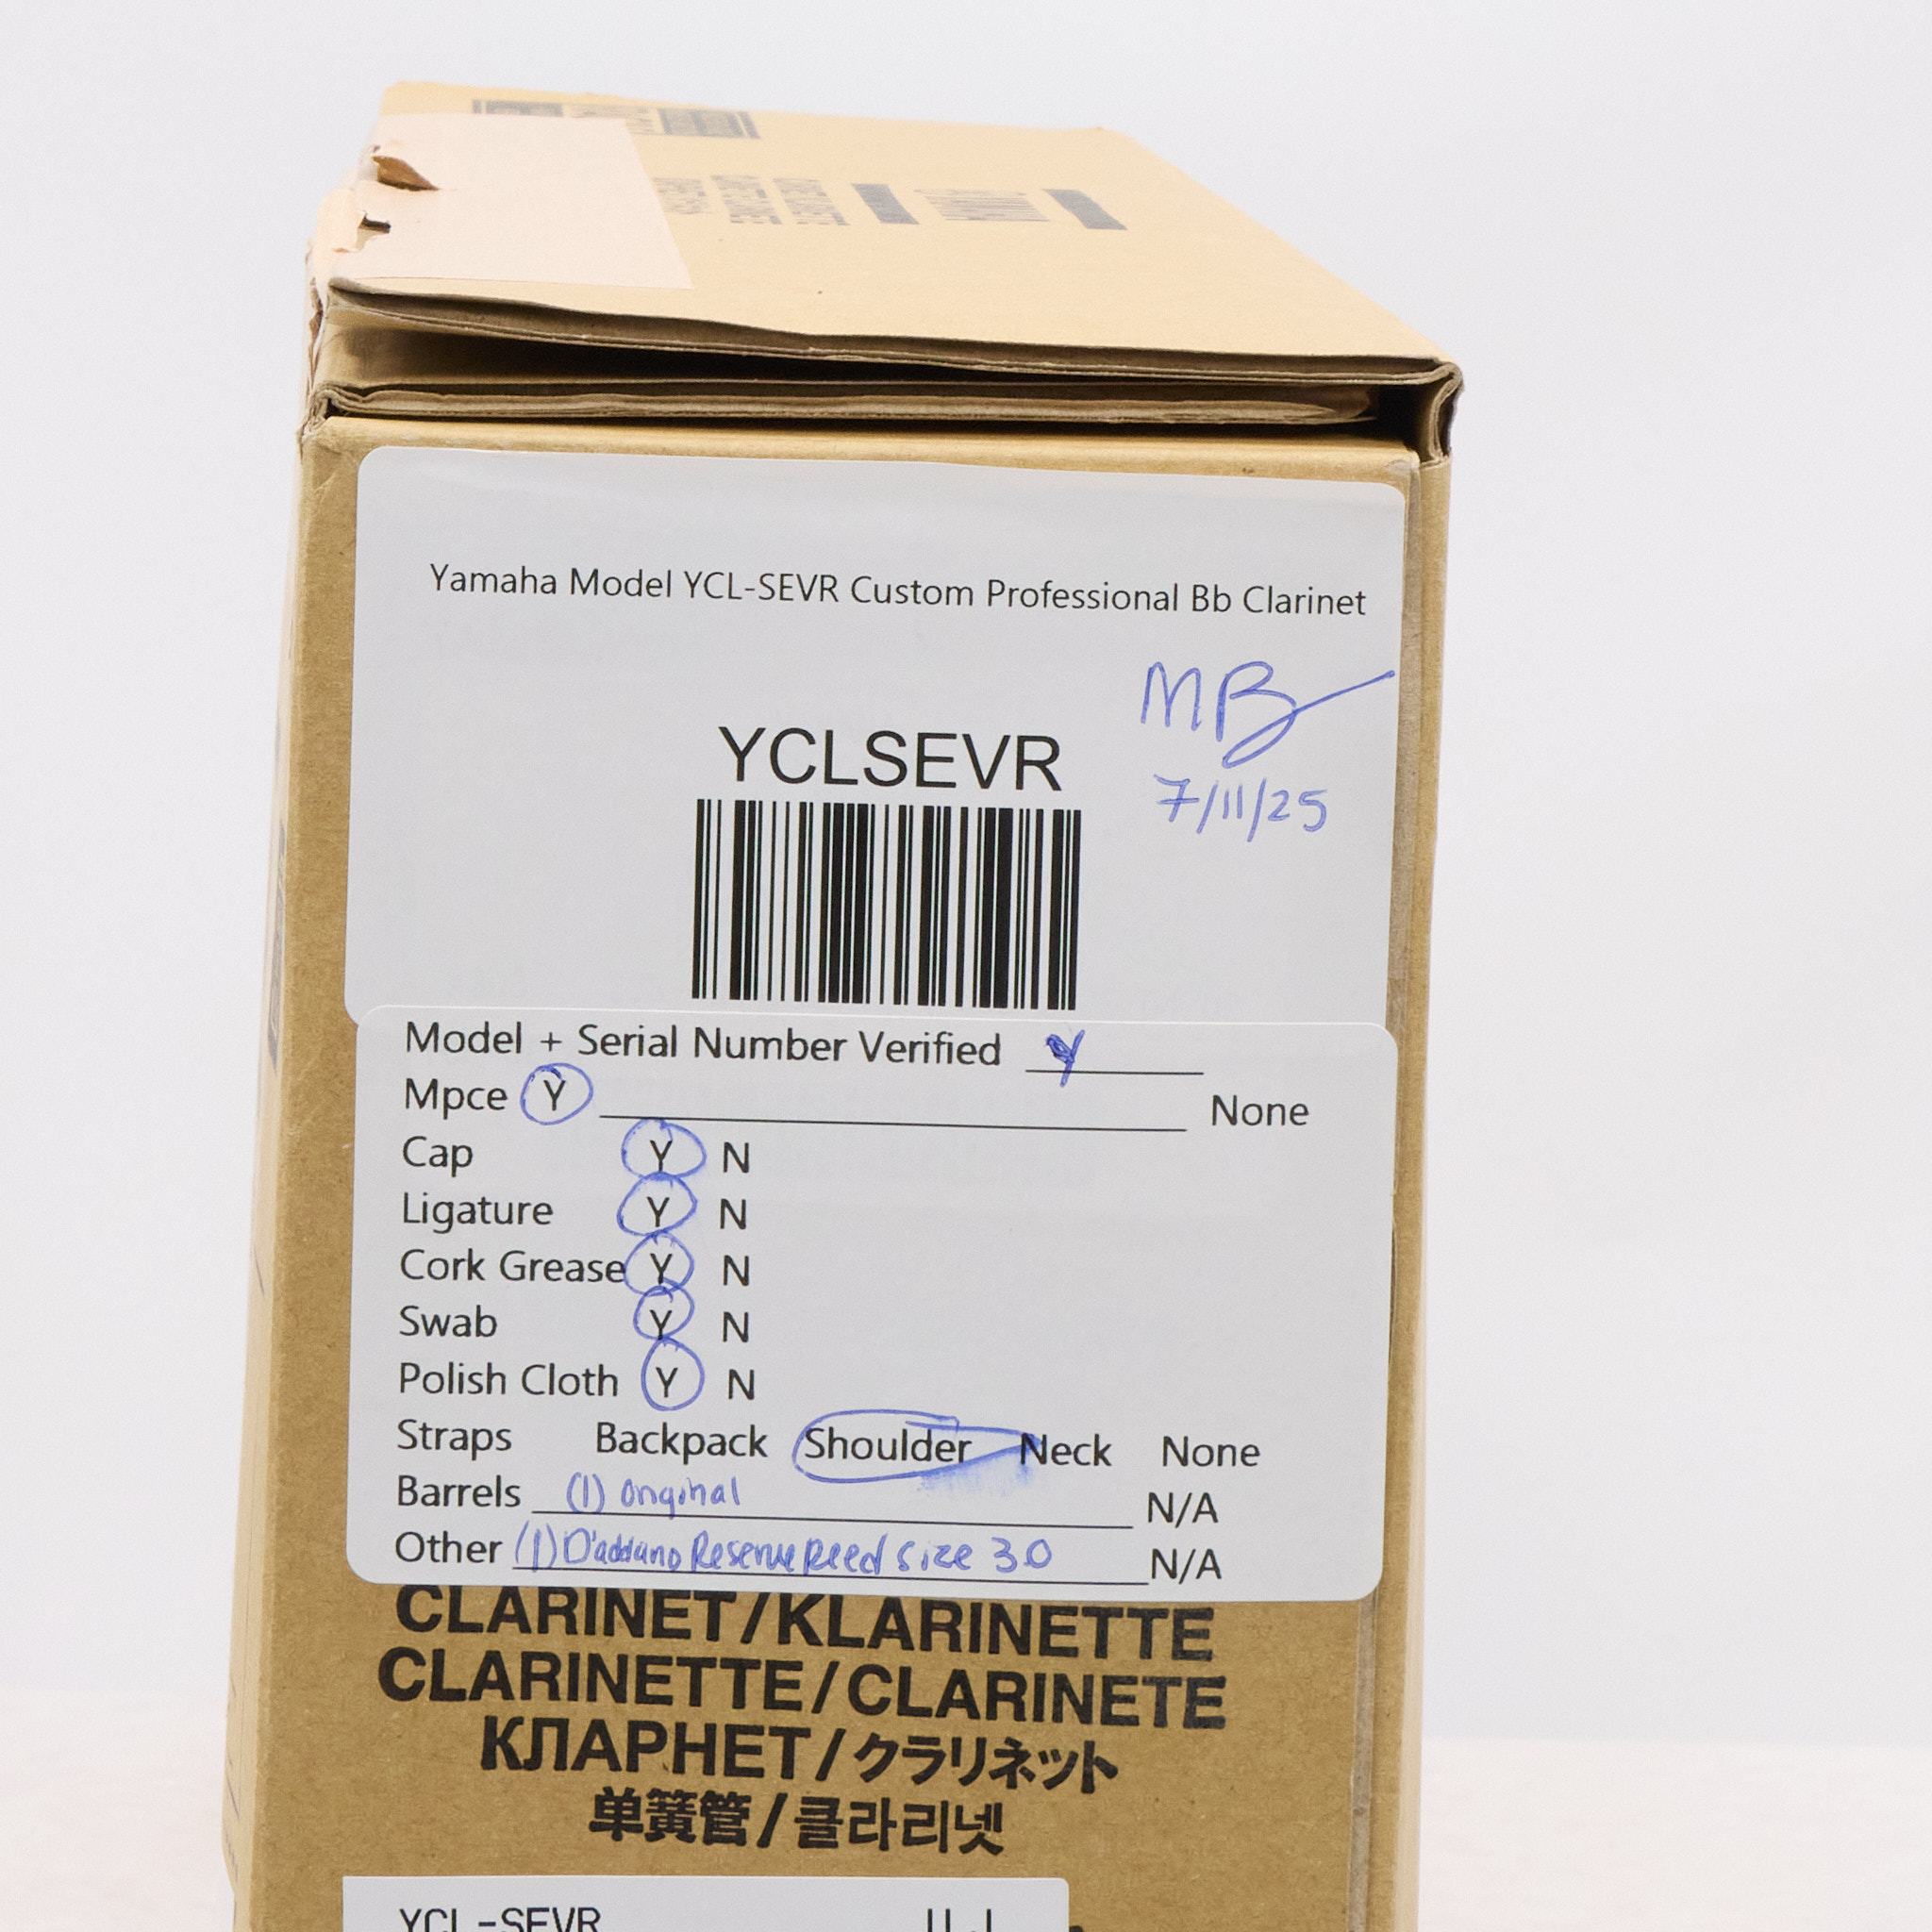 Yamaha Model YCL-SEVR Custom Professional Bb Clarinet
MB
YCLSEVR
7/11/25
Model + Serial Number Verified Y
Mpce Y None
Cap Y N
Ligature Y N
Cork Grease Y N
Swab Y N
Polish Cloth Y N
Straps Backpack Shoulder Neck None
Barrels (1) Original N/A
Other (1) D'addario Reserve Reed size 3.0 N/A
CLARINET/KLARINETTE
CLARINETTE/CLARINETE
КЛАРНЕТ/クラリネット
单簧管/클라리넷
YCL-SEVR